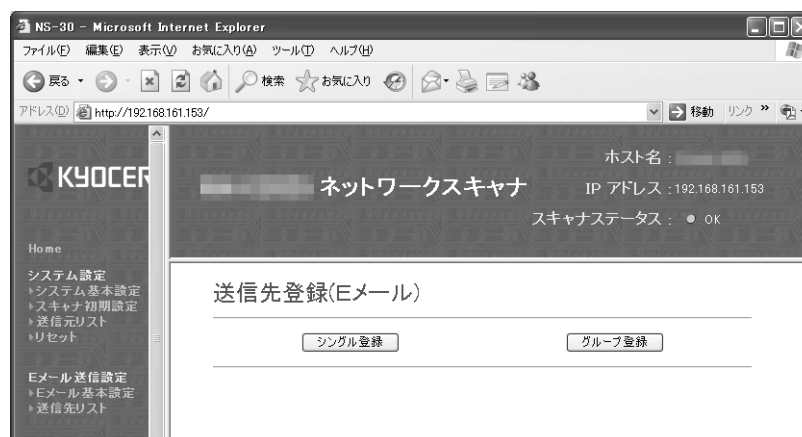 NS-30 - Microsoft Internet Explorer
ファイル(F) 編集(E) 表示(V) お気に入り(A) ツール(T) ヘルプ(H)
戻る 検索 お気に入り
アドレス(D) http://192.168.161.153/ 移動 リンク »
KYOCER
ネットワークスキャナ
ホスト名 :
IP アドレス : 192.168.161.153
スキャナステータス : OK
Home
システム設定
システム基本設定
スキャナ初期設定
送信元リスト
リセット
Eメール送信設定
Eメール基本設定
送信先リスト
送信先登録(Eメール)
シングル登録 グループ登録